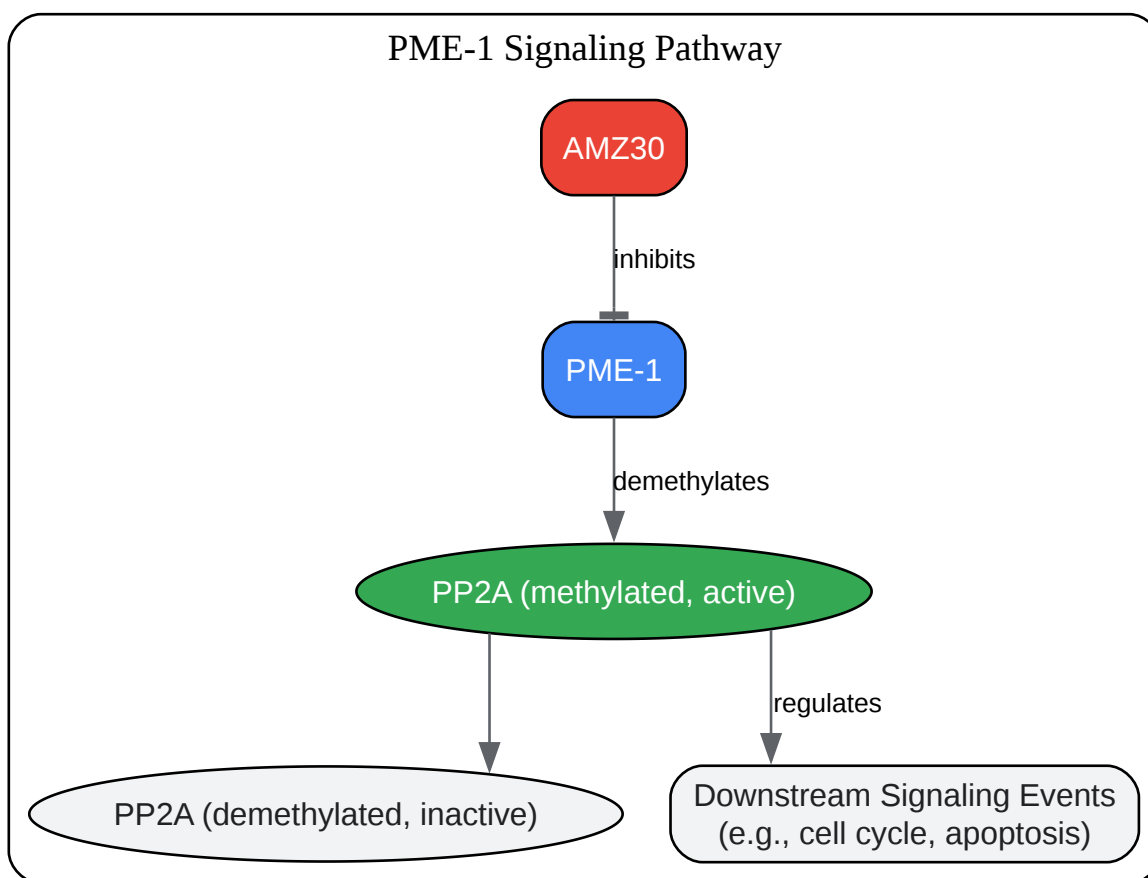 PME-1 Signaling Pathway
AMZ30
inhibits
PME-1
demethylates
PP2A (methylated, active)
regulates
PP2A (demethylated, inactive)
Downstream Signaling Events
(e.g., cell cycle, apoptosis)